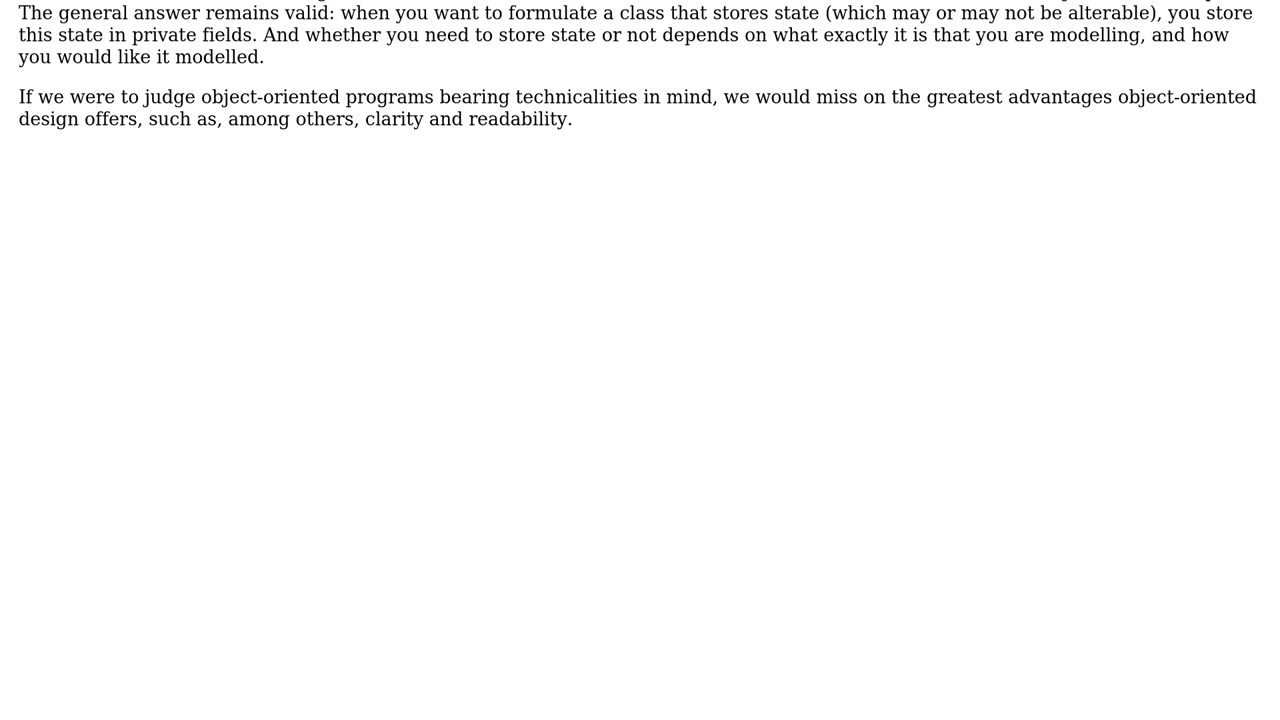 The general answer remains valid: when you want to formulate a class that stores state (which may or may not be alterable), you store
this state in private fields. And whether you need to store state or not depends on what exactly it is that you are modelling, and how
you would like it modelled.
If we were to judge object-oriented programs bearing technicalities in mind, we would miss on the greatest advantages object-oriented
design offers, such as, among others, clarity and readability.